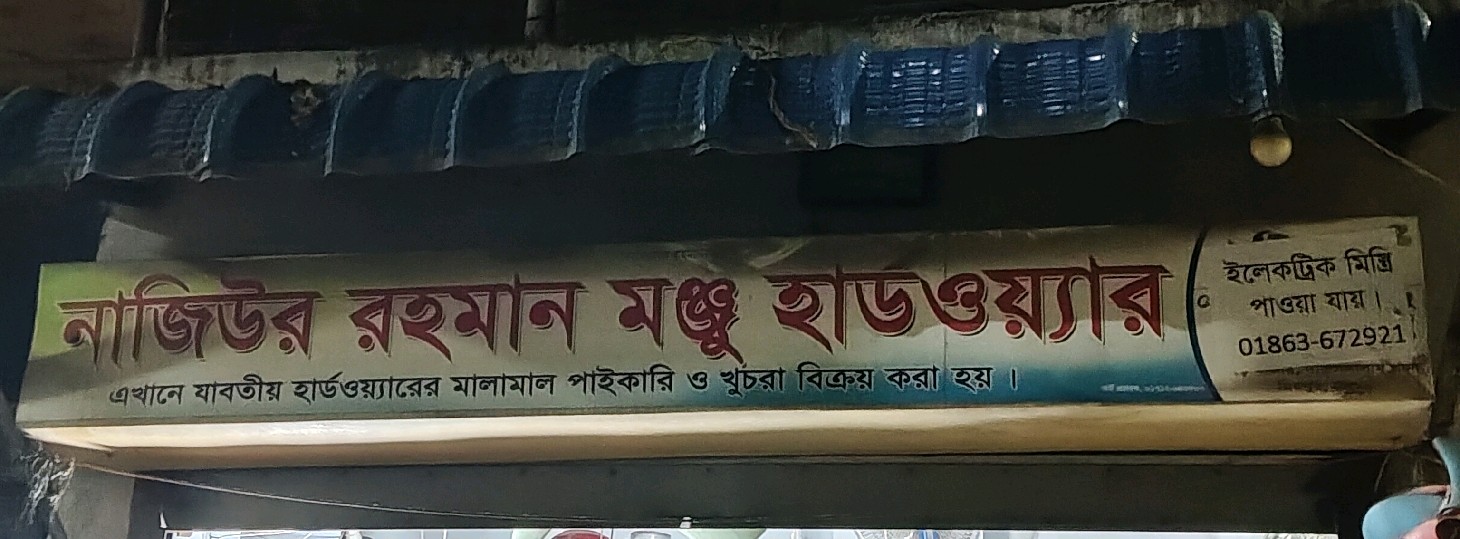 নাজিউর রহমান মঞ্জু হার্ডওয়্যার
এখানে যাবতীয় হার্ডওয়্যারের মালামাল পাইকারি ও খুচরা বিক্রয় করা হয় ।
ইলেকট্রিক মিস্ত্রি
পাওয়া যায় ।
01863-672921